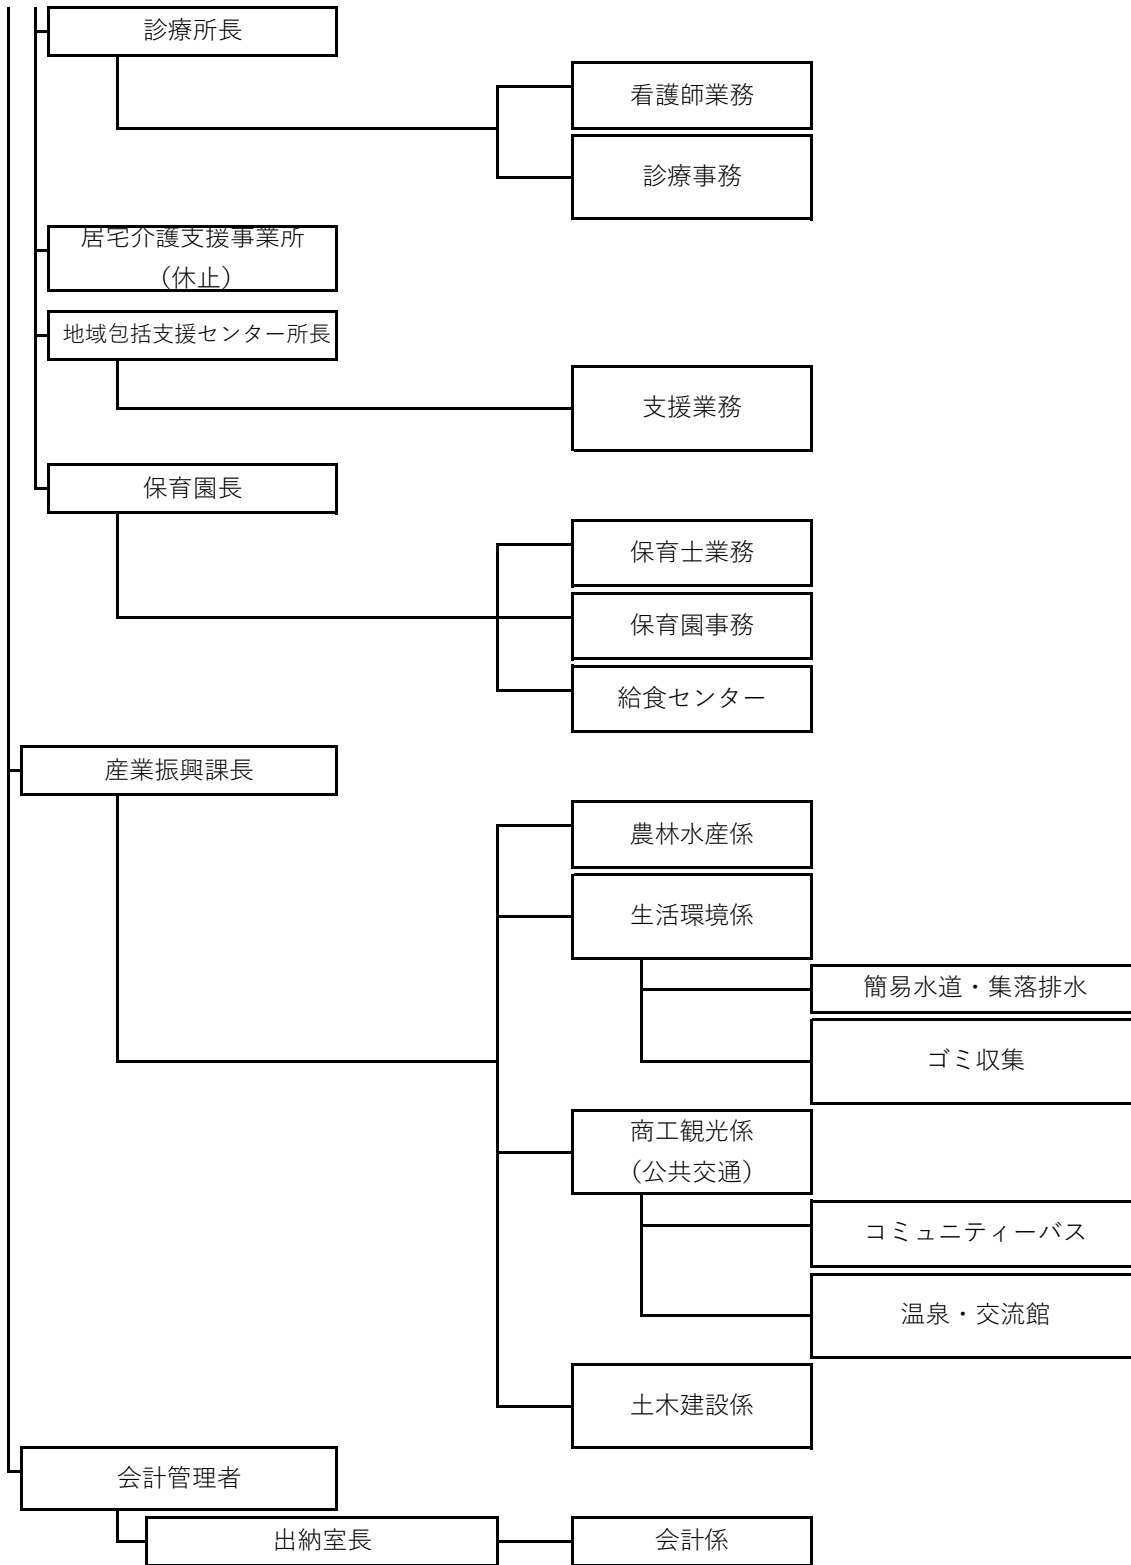 診療所長
看護師業務
診療事務
居宅介護支援事業所
（休止）
地域包括支援センター所長
支援業務
保育園長
保育士業務
保育園事務
給食センター
産業振興課長
農林水産係
生活環境係
簡易水道・集落排水
ゴミ収集
商工観光係
（公共交通）
コミュニティーバス
温泉・交流館
土木建設係
会計管理者
出納室長
会計係